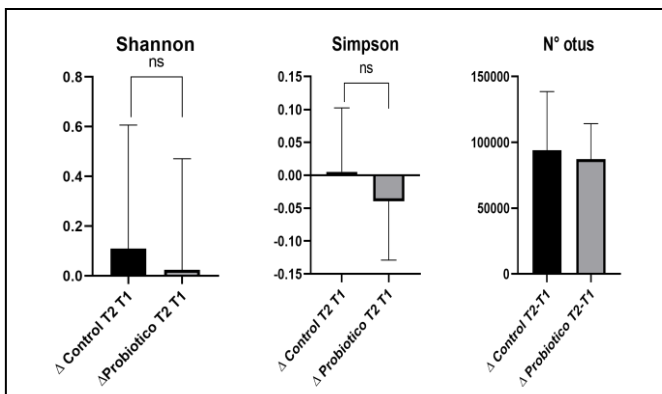 Shannon
ns
0.8
0.6
0.4
0.2
0.0
Δ Control T2 T1
ΔProbiotico T2 T1
Simpson
ns
0.15
0.10
0.05
0.00
-0.05
-0.10
-0.15
Δ Control T2 T1
Δ Probiotico T2 T1
N° otus
150000
100000
50000
0
Δ Control T2-T1
Δ Probiotico T2-T1